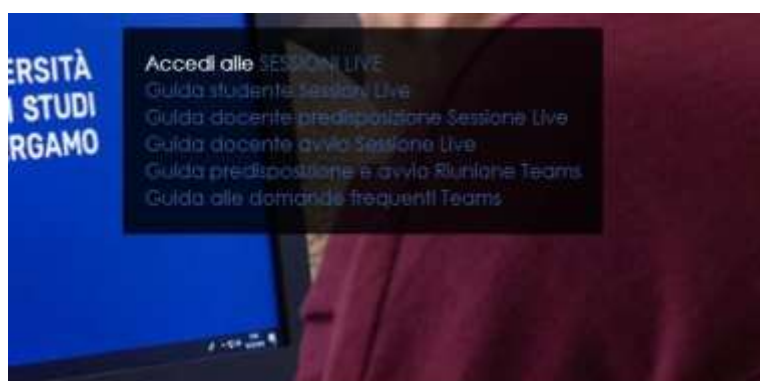 ERSITÀ
I STUDI
RGAMO
Accedi alle SESSIONI LIVE
Guida studente Sessioni Live
Guida docente predisposizione Sessione Live
Guida docente avvio Sessione Live
Guida predisposizione e avvio Riunione Teams
Guida alle domande frequenti Teams